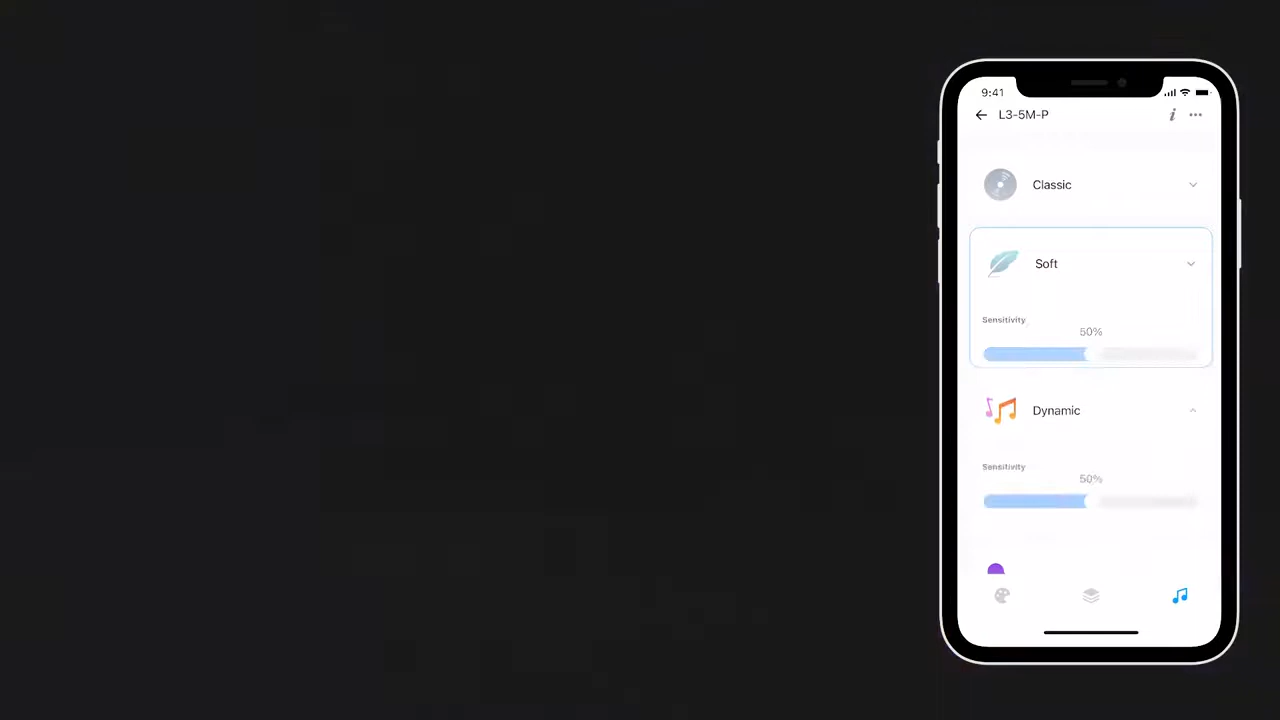 9:41
L3-5M-P
Classic
Soft
Sensitivity
50%
Dynamic
Sensitivity
50%